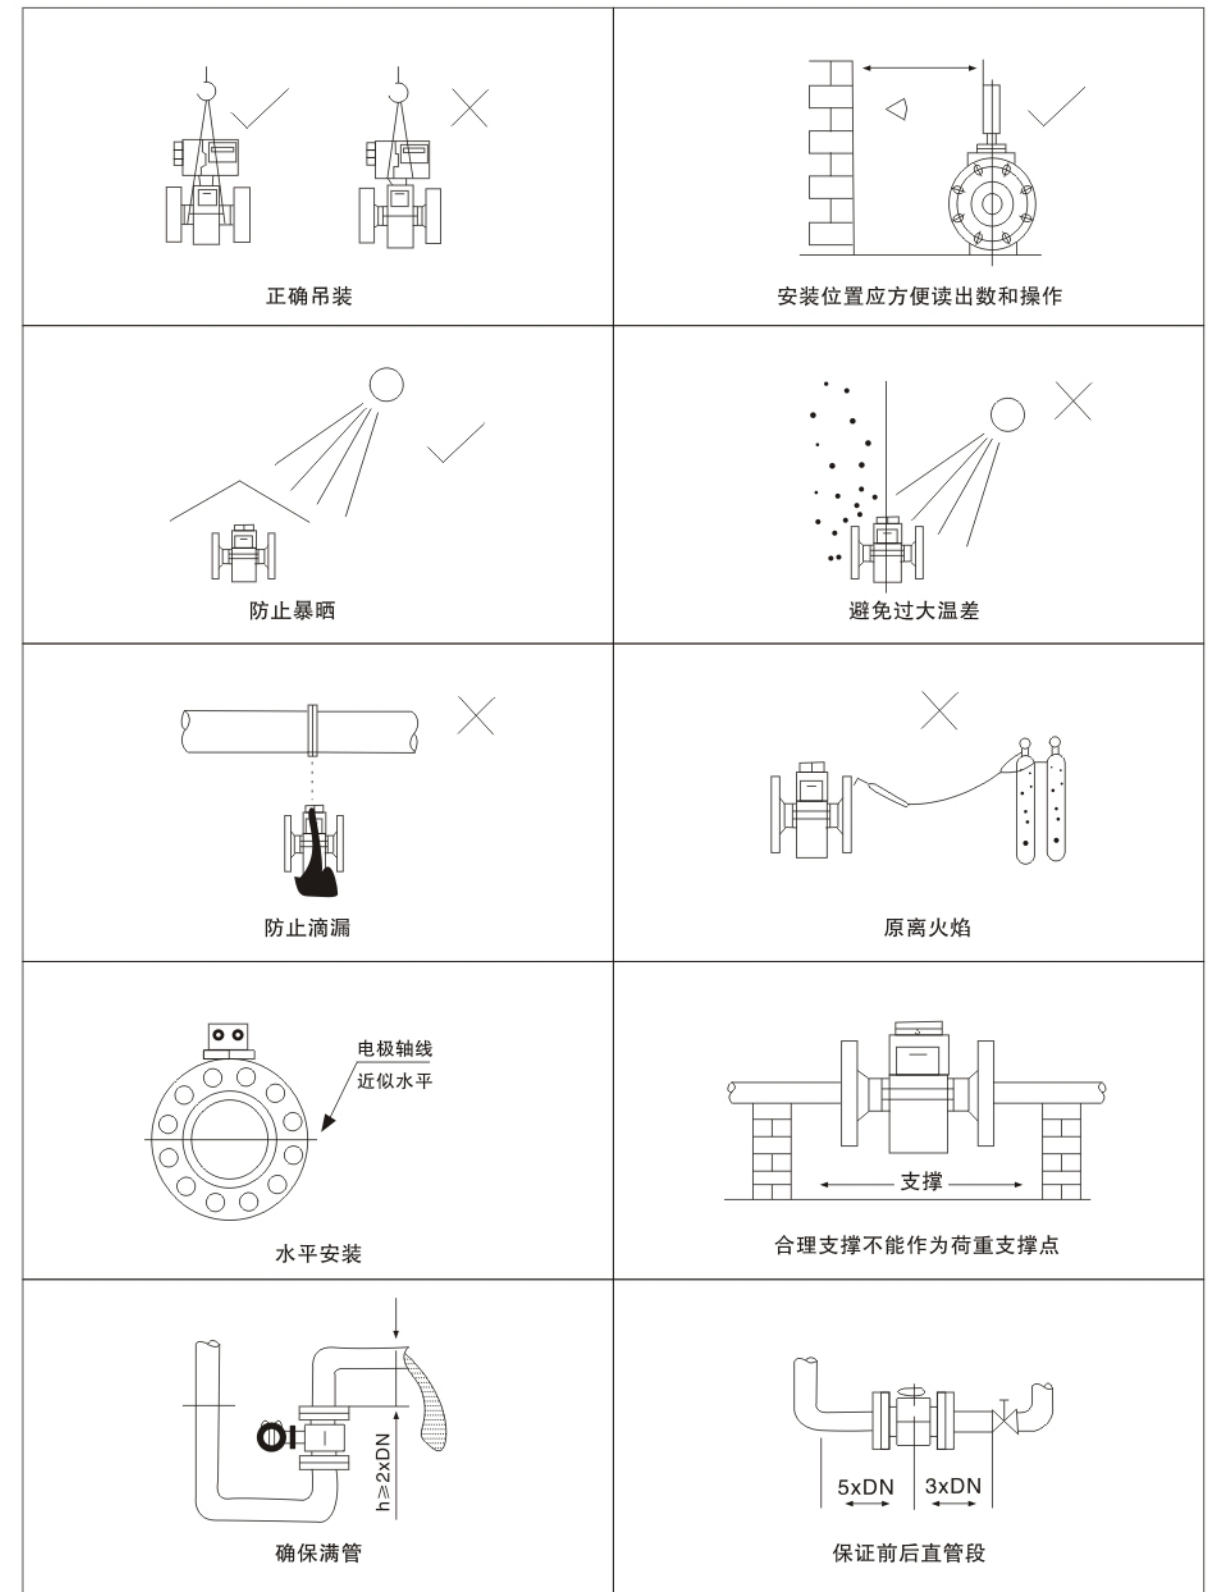 正确吊装
安装位置应方便读出数和操作
防止暴晒
避免过大温差
防止滴漏
原离火焰
电极轴线
近似水平
水平安装
支撑
合理支撑不能作为荷重支撑点
h≥2xDN
确保满管
5xDN
3xDN
保证前后直管段